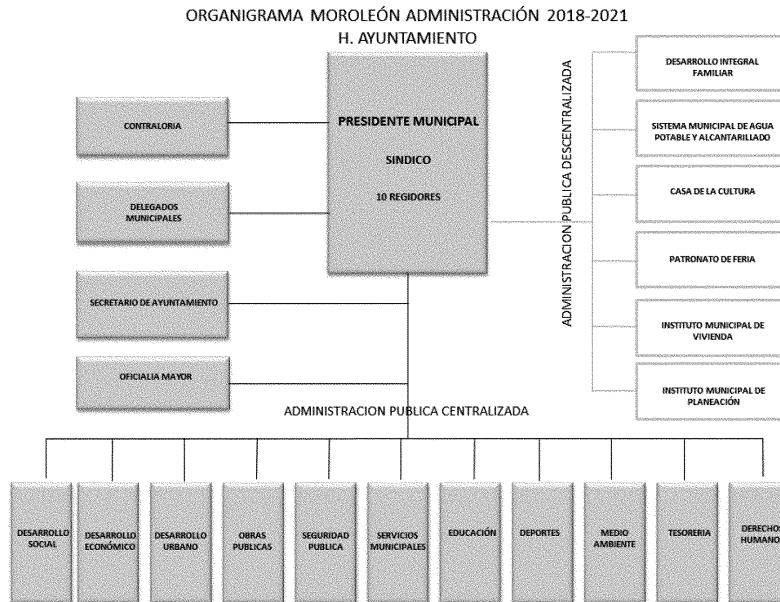 ORGANIGRAMA MOROLEÓN ADMINISTRACIÓN 2018-2021
H. AYUNTAMIENTO
PRESIDENTE MUNICIPAL
SINDICO
10 REGIDORES
CONTRALORIA
DELEGADOS
MUNICIPALES
SECRETARIO DE AYUNTAMIENTO
OFICIALIA MAYOR
ADMINISTRACION PUBLICA DESCENTRALIZADA
DESARROLLO INTEGRAL
FAMILIAR
SISTEMA MUNICIPAL DE AGUA
POTABLE Y ALCANTARILLADO
CASA DE LA CULTURA
PATRONATO DE FERIA
INSTITUTO MUNICIPAL DE
VIVIENDA
INSTITUTO MUNICIPAL DE
PLANEACIÓN
ADMINISTRACION PUBLICA CENTRALIZADA
DESARROLLO
SOCIAL
DESARROLLO
ECONÓMICO
DESARROLLO
URBANO
OBRAS
PUBLICAS
SEGURIDAD
PUBLICA
SERVICIOS
MUNICIPALES
EDUCACIÓN
DEPORTES
MEDIO
AMBIENTE
TESORERIA
DERECHOS
HUMANO